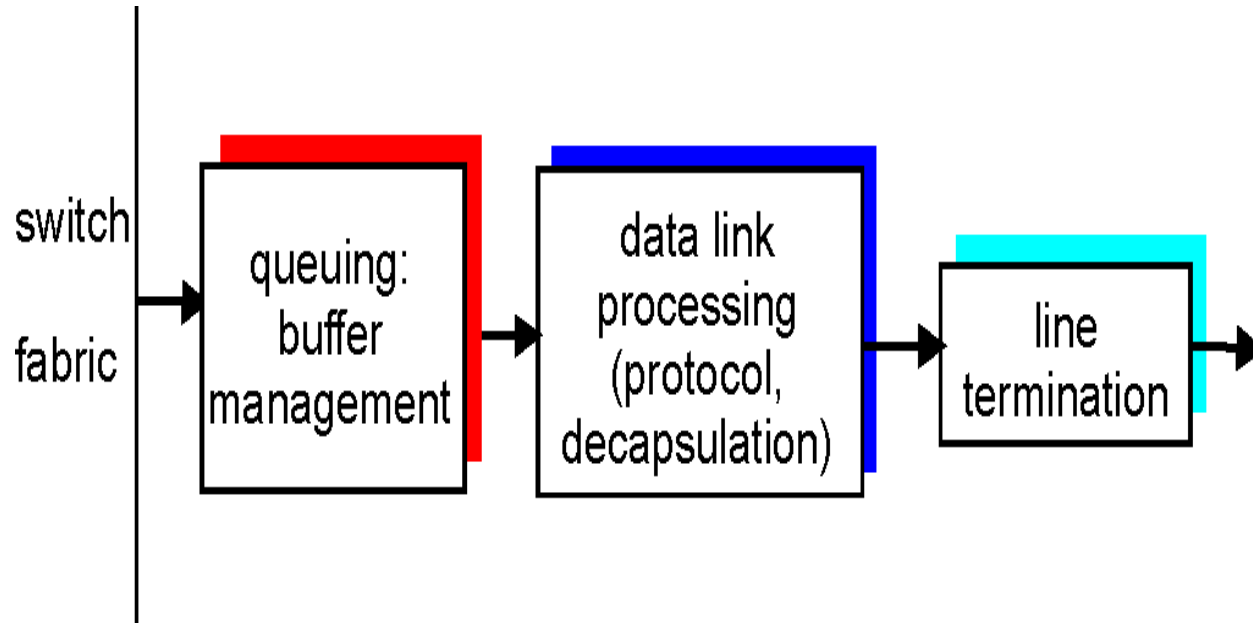 switch
fabric
queuing:
buffer
management
data link
processing
(protocol,
decapsulation)
line
termination